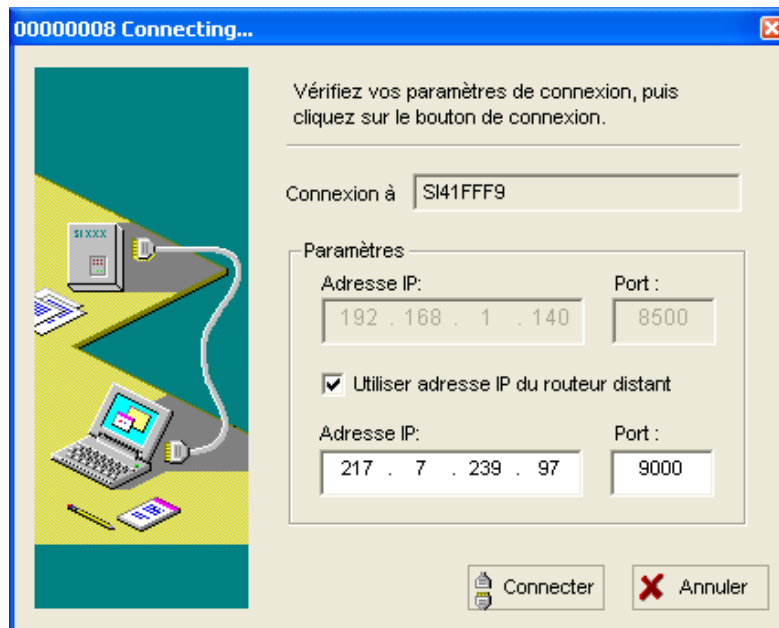 00000008 Connecting...
Vérifiez vos paramètres de connexion, puis
cliquez sur le bouton de connexion.
SIXXX
Connexion à SI41FFF9
Paramètres
Adresse IP: Port :
192 . 168 . 1 . 140 8500
Utiliser adresse IP du routeur distant
Adresse IP: Port :
217 . 7 . 239 . 97 9000
Connecter Annuler